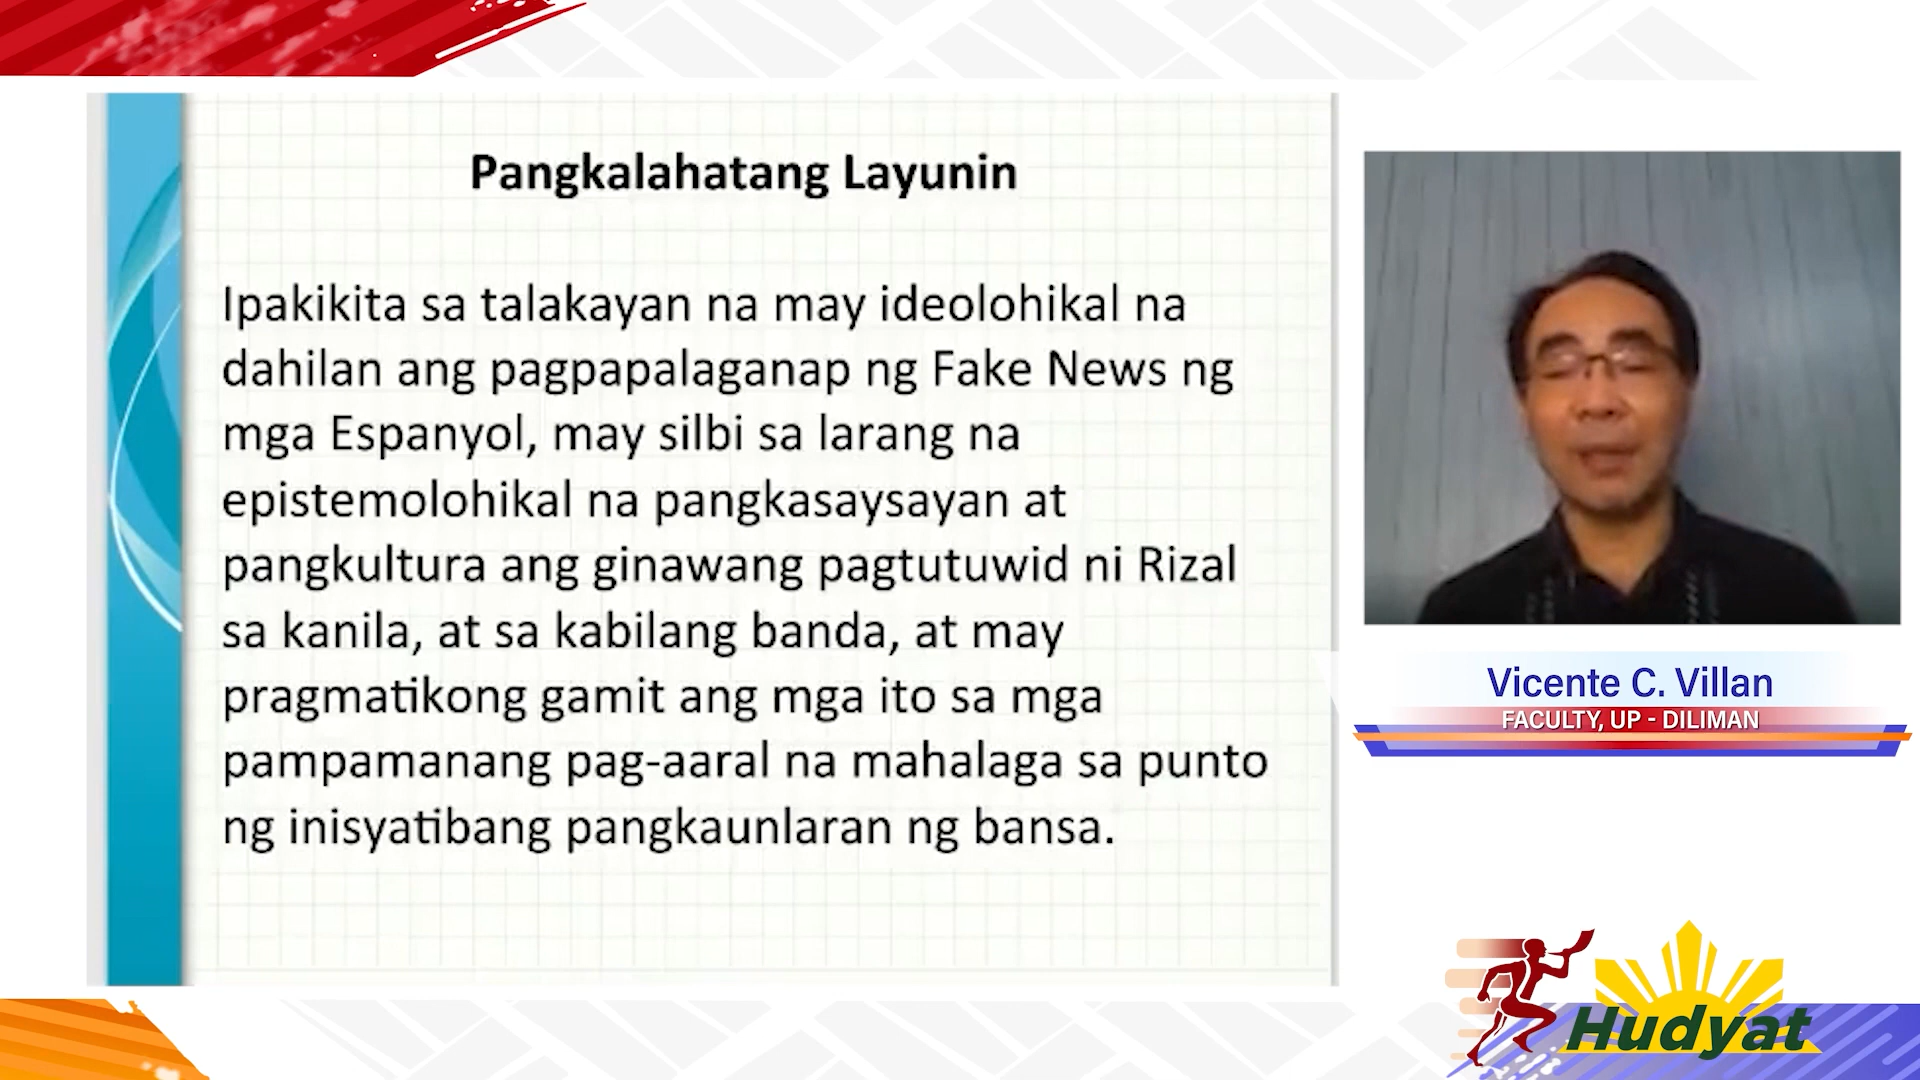 Pangkalahatang Layunin
Ipakikita sa talakayan na may ideolohikal na
dahilan ang pagpapalaganap ng Fake News ng
mga Espanyol, may silbi sa larang na
epistemolohikal na pangkasaysayan at
pangkultura ang ginawang pagtutuwid ni Rizal
sa kanila, at sa kabilang banda, at may
pragmatikong gamit ang mga ito sa mga
pampamanang pag-aaral na mahalaga sa punto
ng inisyatibang pangkaunlaran ng bansa.
Vicente C. Villan
FACULTY, UP - DILIMAN
Hudyat